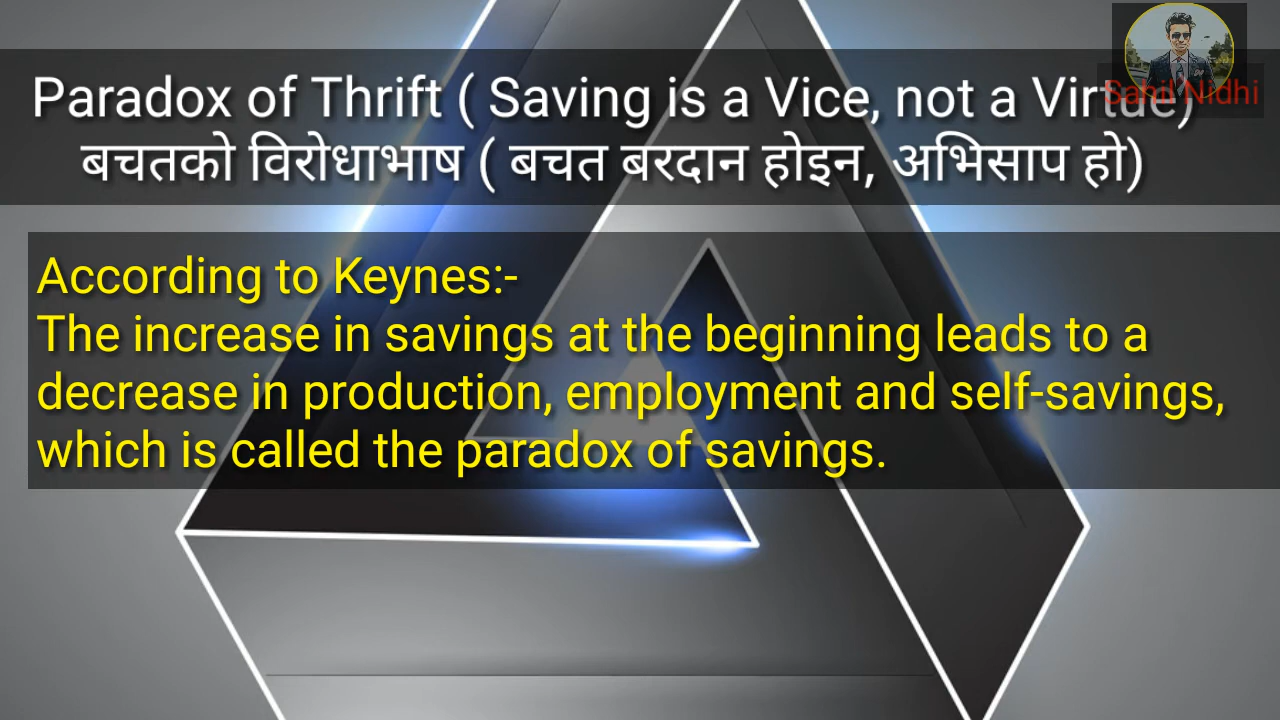 Paradox of Thrift ( Saving is a Vice, not a Virtue)
बचतको विरोधाभाष ( बचत बरदान होइन, अभिसाप हो)
Sahil Nidhi
According to Keynes:-
The increase in savings at the beginning leads to a
decrease in production, employment and self-savings,
which is called the paradox of savings.